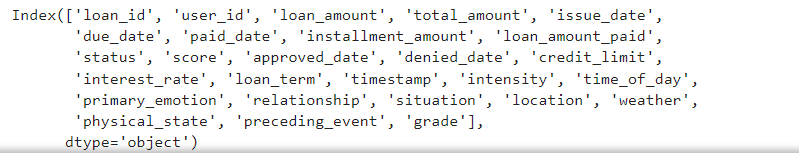 Index(['loan_id', 'user_id', 'loan_amount', 'total_amount', 'issue_date',
'due_date', 'paid_date', 'installment_amount', 'loan_amount_paid',
'status', 'score', 'approved_date', 'denied_date', 'credit_limit',
'interest_rate', 'loan_term', 'timestamp', 'intensity', 'time_of_day',
'primary_emotion', 'relationship', 'situation', 'location', 'weather',
'physical_state', 'preceding_event', 'grade'],
dtype='object')